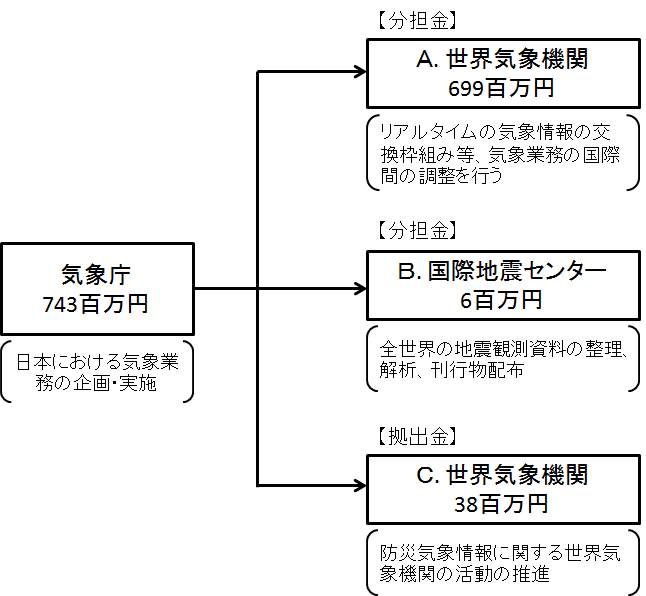 【分担金】
A. 世界気象機関
699百万円
リアルタイムの気象情報の交
換枠組み等、気象業務の国際
間の調整を行う
【分担金】
B. 国際地震センター
6百万円
全世界の地震観測資料の整理、
解析、刊行物配布
気象庁
743百万円
日本における気象業
務の企画・実施
【拠出金】
C. 世界気象機関
38百万円
防災気象情報に関する世界気
象機関の活動の推進